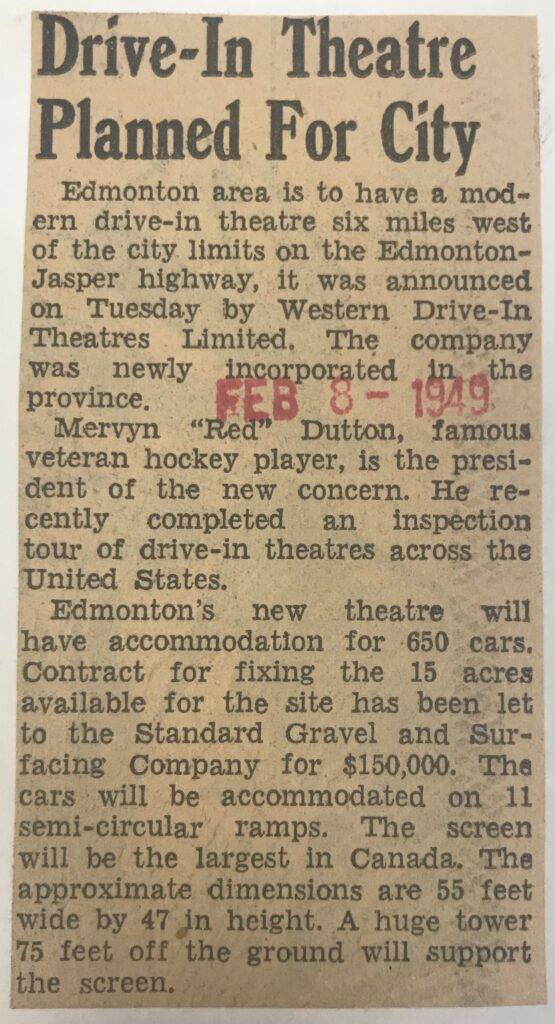 Drive-In Theatre
Planned For City
Edmonton area is to have a mod-
ern drive-in theatre six miles west
of the city limits on the Edmonton-
Jasper highway, it was announced
on Tuesday by Western Drive-In
Theatres Limited. The company
was newly incorporated in the
province.
FEB 8 - 1949
Mervyn "Red" Dutton, famous
veteran hockey player, is the presi-
dent of the new concern. He re-
cently completed an inspection
tour of drive-in theatres across the
United States.
Edmonton's new theatre will
have accommodation for 650 cars.
Contract for fixing the 15 acres
available for the site has been let
to the Standard Gravel and Sur-
facing Company for $150,000. The
cars will be accommodated on 11
semi-circular ramps. The screen
will be the largest in Canada. The
approximate dimensions are 55 feet
wide by 47 in height. A huge tower
75 feet off the ground will support
the screen.